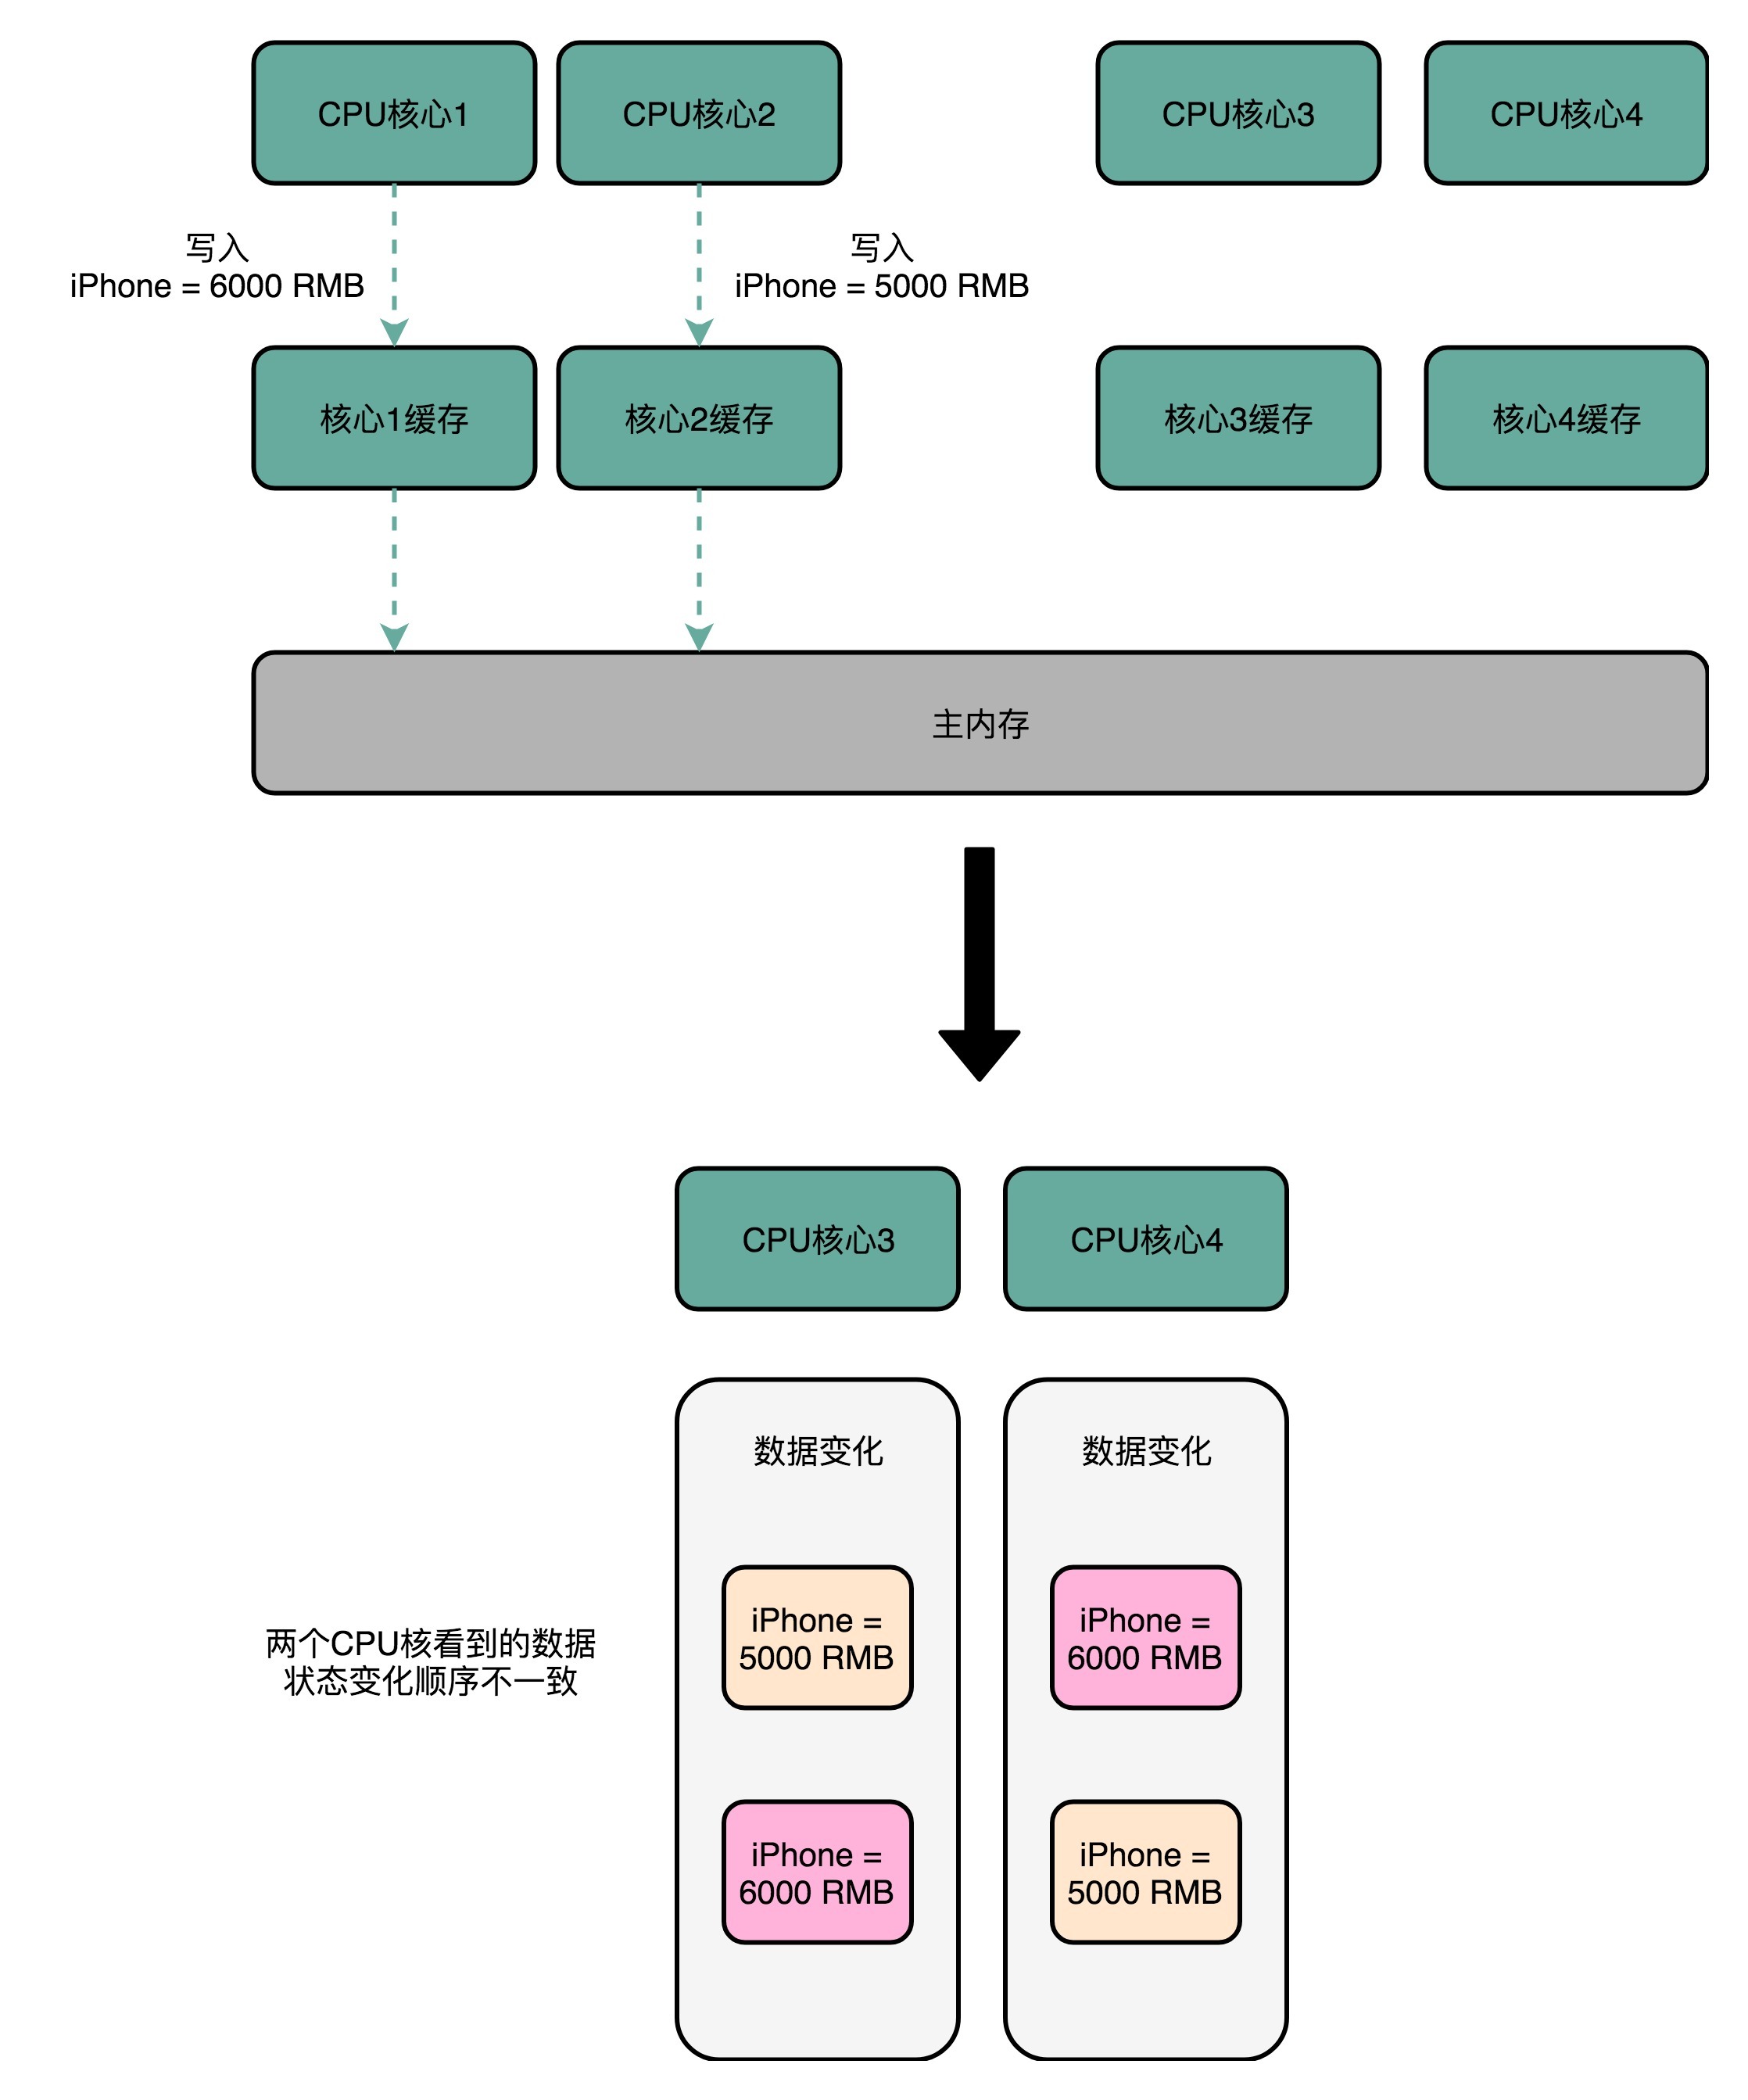 CPU核心1
CPU核心2
CPU核心3
CPU核心4
写入
iPhone = 6000 RMB
写入
iPhone = 5000 RMB
核心1缓存
核心2缓存
核心3缓存
核心4缓存
主内存
CPU核心3
CPU核心4
数据变化
数据变化
两个CPU核看到的数据
状态变化顺序不一致
iPhone =
5000 RMB
iPhone =
6000 RMB
iPhone =
6000 RMB
iPhone =
5000 RMB